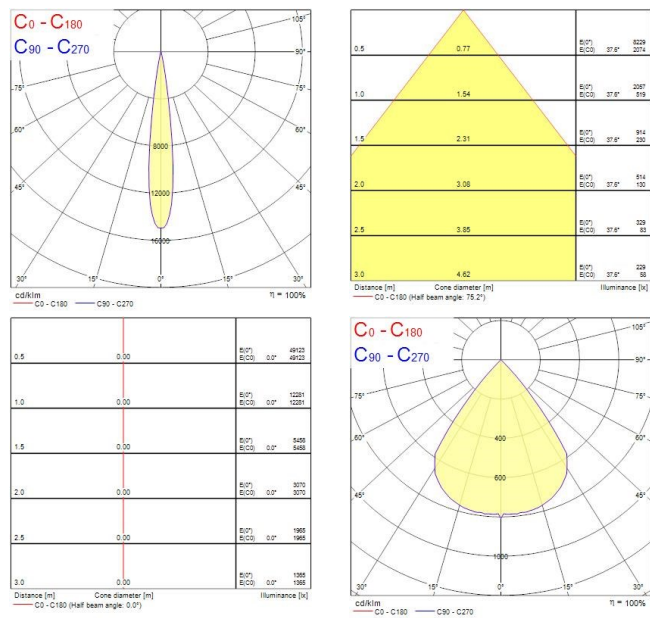 C0 - C180
C90 - C270
105°
105°
90°
90°
75°
75°
60°
60°
45°
45°
30°
15°
0°
15°
30°
8000
12000
16000
cd/klm
η = 100%
C0 - C180 C90 - C270
0.5 0.77 E(0°) 8229
E(C0) 37.6° 2074
1.0 1.54 E(0°) 2057
E(C0) 37.6° 519
1.5 2.31 E(0°) 914
E(C0) 37.6° 230
2.0 3.08 E(0°) 514
E(C0) 37.6° 130
2.5 3.85 E(0°) 329
E(C0) 37.6° 83
3.0 4.62 E(0°) 229
E(C0) 37.6° 58
Distance [m] Cone diameter [m] Illuminance [lx]
C0 - C180 (Half beam angle: 75.2°)
0.5 0.00 E(0°) 49123
E(C0) 0.0° 49123
1.0 0.00 E(0°) 12281
E(C0) 0.0° 12281
1.5 0.00 E(0°) 5458
E(C0) 0.0° 5458
2.0 0.00 E(0°) 3070
E(C0) 0.0° 3070
2.5 0.00 E(0°) 1965
E(C0) 0.0° 1965
3.0 0.00 E(0°) 1365
E(C0) 0.0° 1365
Distance [m] Cone diameter [m] Illuminance [lx]
C0 - C180 (Half beam angle: 0.0°)
C0 - C180
C90 - C270
105°
105°
90°
90°
75°
75°
60°
60°
45°
45°
400
600
1000
30°
15°
0°
15°
30°
cd/klm
η = 100%
C0 - C180 C90 - C270